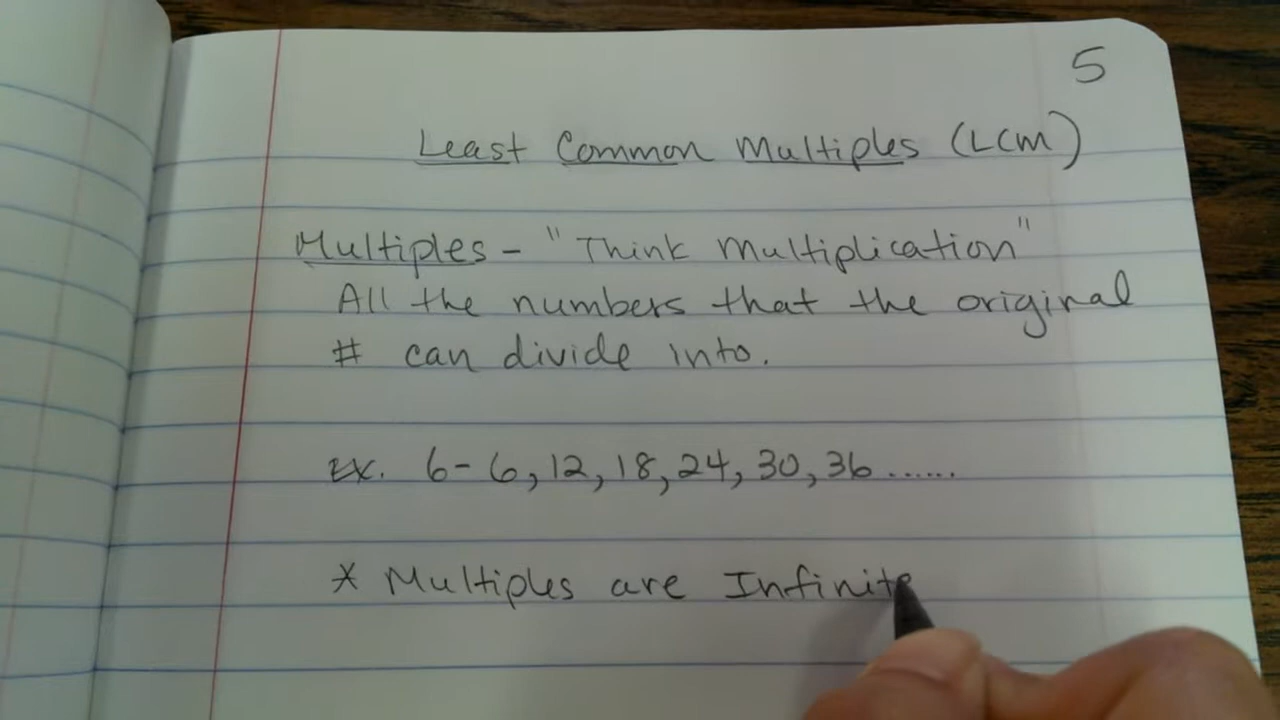 5
Least Common Multiples (LCM)
Multiples - "Think Multiplication"
All the numbers that the original
# can divide into.
Ex. 6 - 6, 12, 18, 24, 30, 36 ......
* Multiples are Infinite